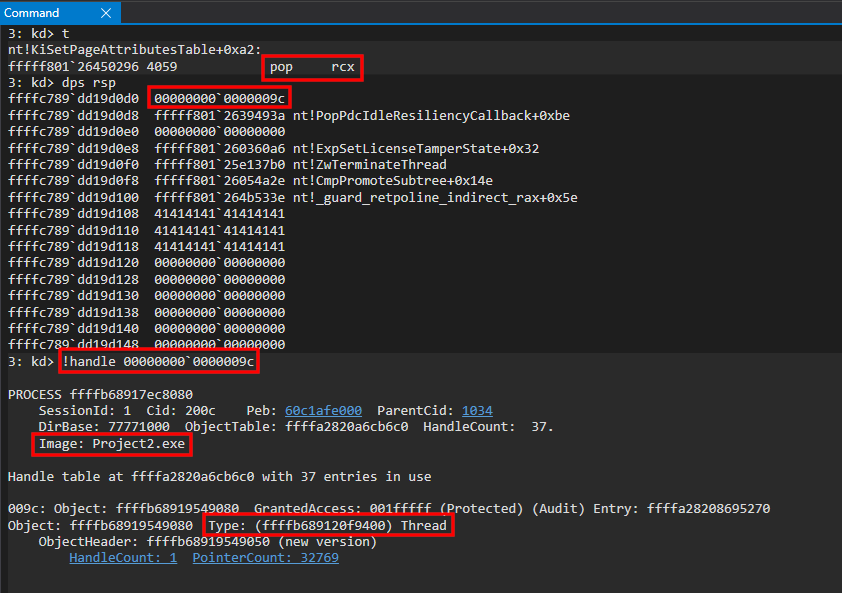 Command ×
3: kd> t
nt!KiSetPageAttributesTable+0xa2:
fffff801`26450296 4059 pop rcx
3: kd> dps rsp
ffffc789`dd19d0d0 00000000`0000009c
ffffc789`dd19d0d8 fffff801`2639493a nt!PopPdcIdleResiliencyCallback+0xbe
ffffc789`dd19d0e0 00000000`00000000
ffffc789`dd19d0e8 fffff801`260360a6 nt!ExpSetLicenseTamperState+0x32
ffffc789`dd19d0f0 fffff801`25e137b0 nt!ZwTerminateThread
ffffc789`dd19d0f8 fffff801`26054a2e nt!CmpPromoteSubtree+0x14e
ffffc789`dd19d100 fffff801`264b533e nt!_guard_retpoline_indirect_rax+0x5e
ffffc789`dd19d108 41414141`41414141
ffffc789`dd19d110 41414141`41414141
ffffc789`dd19d118 41414141`41414141
ffffc789`dd19d120 00000000`00000000
ffffc789`dd19d128 00000000`00000000
ffffc789`dd19d130 00000000`00000000
ffffc789`dd19d138 00000000`00000000
ffffc789`dd19d140 00000000`00000000
ffffc789`dd19d148 00000000`00000000
3: kd> !handle 00000000`0000009c
PROCESS ffffb68917ec8080
SessionId: 1 Cid: 200c Peb: 60c1afe000 ParentCid: 1034
DirBase: 77771000 ObjectTable: ffffa2820a6cb6c0 HandleCount: 37.
Image: Project2.exe
Handle table at ffffa2820a6cb6c0 with 37 entries in use
009c: Object: ffffb68919549080 GrantedAccess: 001fffff (Protected) (Audit) Entry: ffffa28208695270
Object: ffffb68919549080 Type: (ffffb689120f9400) Thread
ObjectHeader: ffffb68919549050 (new version)
HandleCount: 1 PointerCount: 32769